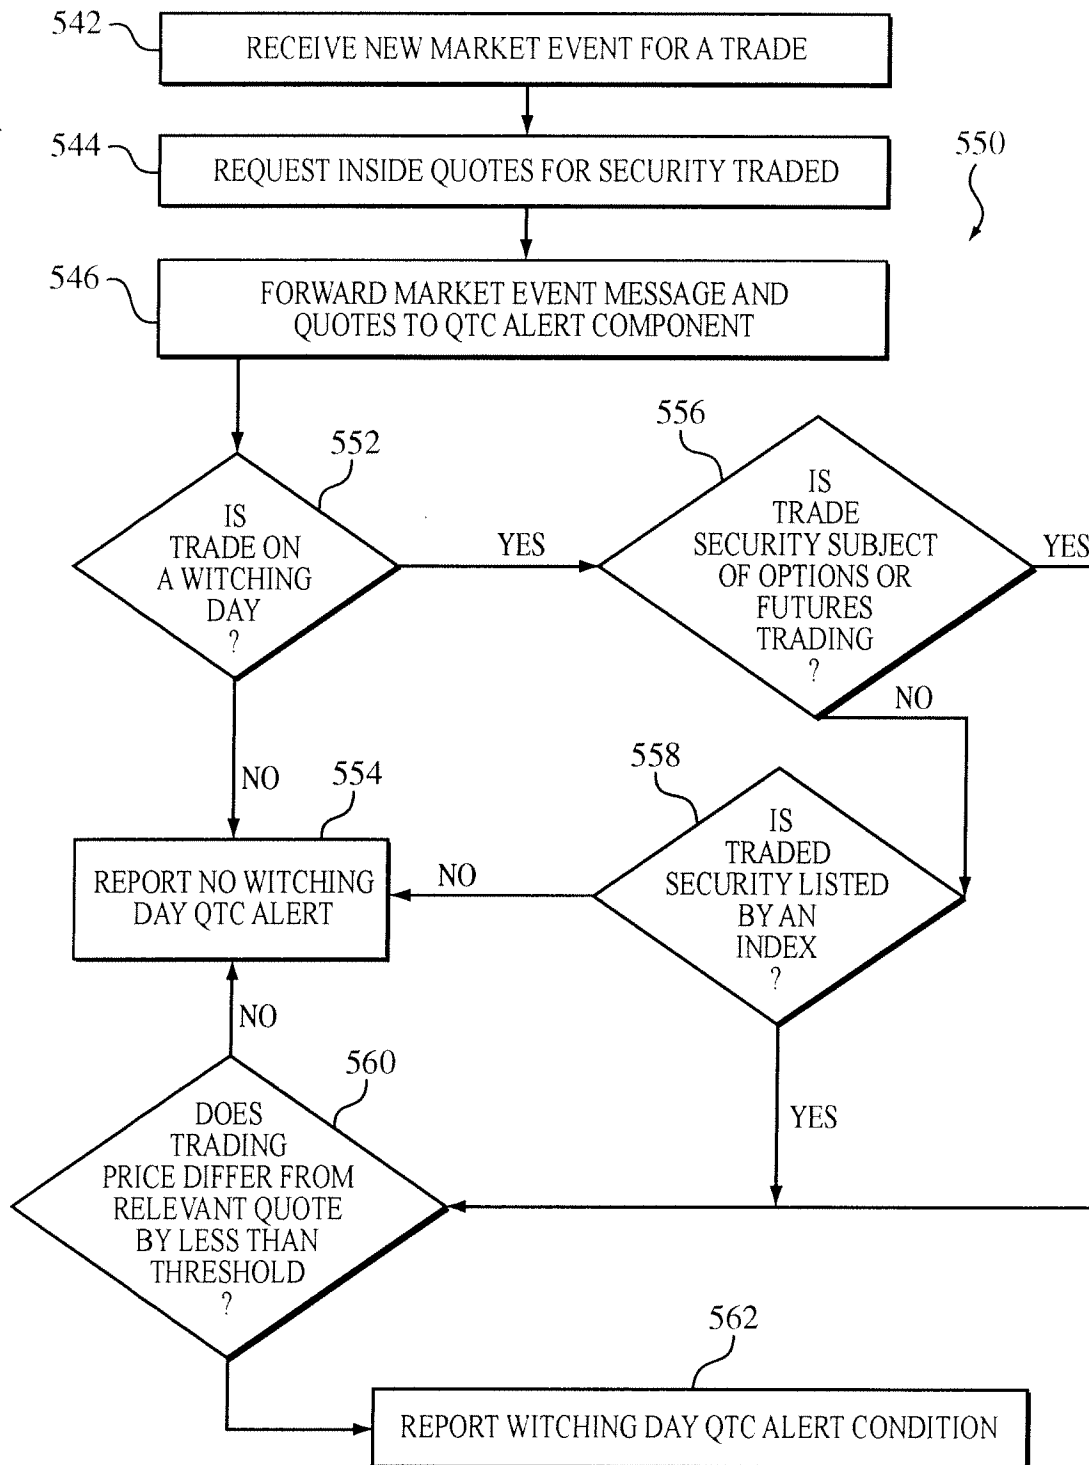 542
RECEIVE NEW MARKET EVENT FOR A TRADE
544
REQUEST INSIDE QUOTES FOR SECURITY TRADED
550
546
FORWARD MARKET EVENT MESSAGE AND
QUOTES TO QTC ALERT COMPONENT
552
IS
TRADE ON
A WITCHING
DAY
?
YES
556
IS
TRADE
SECURITY SUBJECT
OF OPTIONS OR
FUTURES
TRADING
?
YES
NO
NO
554
REPORT NO WITCHING
DAY QTC ALERT
NO
558
IS
TRADED
SECURITY LISTED
BY AN
INDEX
?
YES
NO
560
DOES
TRADING
PRICE DIFFER FROM
RELEVANT QUOTE
BY LESS THAN
THRESHOLD
?
562
REPORT WITCHING DAY QTC ALERT CONDITION